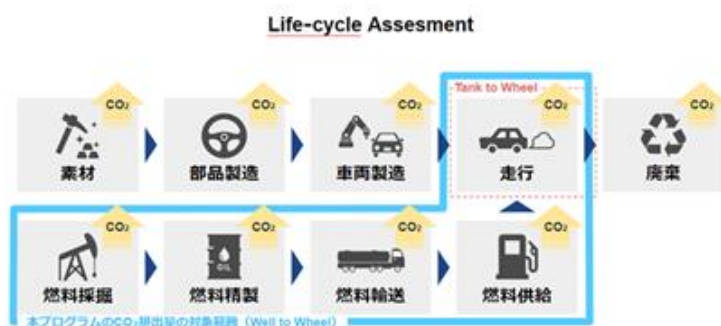 Life-cycle Assesment
Tank to Wheel
CO₂
CO₂
CO₂
CO₂
CO₂
素材
部品製造
車両製造
走行
廃棄
CO₂
CO₂
CO₂
CO₂
OIL
燃料採掘
燃料精製
燃料輸送
燃料供給
本プログラムのCO₂排出量の対象範囲（Well to Wheel）